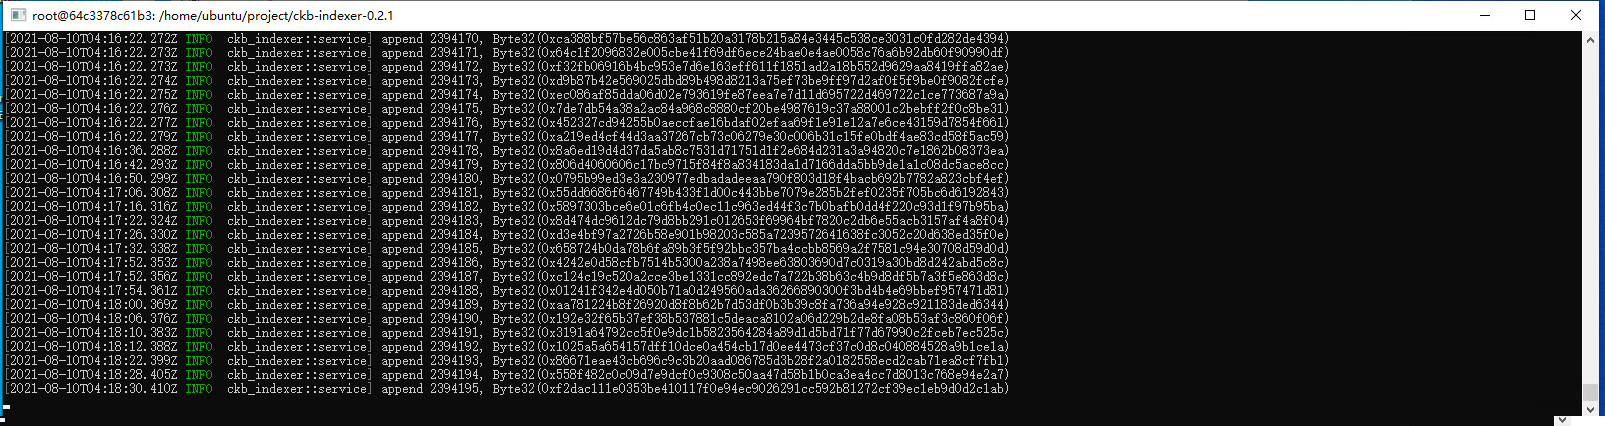 root@64c3378c61b3: /home/ubuntu/project/ckb-indexer-0.2.1
[2021-08-10T04:16:22.272Z INFO  ckb_indexer::service] append 2394170, Byte32(0xca388bf57be56c863af51b20a3178b215a84e3445c538ce3031c0fd282de4394)
[2021-08-10T04:16:22.273Z INFO  ckb_indexer::service] append 2394171, Byte32(0x64c1f2096832e005cbe41f69df6ece24bae0e4ae0058c76a6b92db60f90990df)
[2021-08-10T04:16:22.273Z INFO  ckb_indexer::service] append 2394172, Byte32(0xf32fb06916b4bc953e7d6e163eff611f1851ad2a18b552d9629aa8419ffa82ae)
[2021-08-10T04:16:22.274Z INFO  ckb_indexer::service] append 2394173, Byte32(0xd9b87b42e569025dbd89b498d8213a75ef73be9ff97d2af0f5f9be0f9082fcfe)
[2021-08-10T04:16:22.275Z INFO  ckb_indexer::service] append 2394174, Byte32(0xec086af85dda06d02e793619fe87eea7e7d11d695722d469722c1ce773687a9a)
[2021-08-10T04:16:22.276Z INFO  ckb_indexer::service] append 2394175, Byte32(0x7de7db54a38a2ac84a968c8880cf20be4987619c37a88001c2bebff2f0c8be31)
[2021-08-10T04:16:22.277Z INFO  ckb_indexer::service] append 2394176, Byte32(0x452327cd94255b0aeccfae16bdaf02efaa69f1e91e12a7e6ce43159d7854f661)
[2021-08-10T04:16:22.279Z INFO  ckb_indexer::service] append 2394177, Byte32(0xa219ed4cf44d3aa37267cb73c06279e30c006b31c15fe0bdf4ae83cd58f5ac59)
[2021-08-10T04:16:36.288Z INFO  ckb_indexer::service] append 2394178, Byte32(0x8a6ed19d4d37da5ab8c7531d71751d1f2e684d231a3a94820c7e1862b08373ea)
[2021-08-10T04:16:42.293Z INFO  ckb_indexer::service] append 2394179, Byte32(0x806d4060606c17bc9715f84f8a834183da1d7166dda5bb9de1a1c08dc5ace8cc)
[2021-08-10T04:16:50.299Z INFO  ckb_indexer::service] append 2394180, Byte32(0x0795b99ed3e3a230977edbadadeeaa790f803d18f4bacb692b7782a823cbf4ef)
[2021-08-10T04:17:06.308Z INFO  ckb_indexer::service] append 2394181, Byte32(0x55dd6686f6467749b433f1d00c443bbe7079e285b2fef0235f705bc6d6192843)
[2021-08-10T04:17:16.316Z INFO  ckb_indexer::service] append 2394182, Byte32(0x5897303bce6e01c6fb4c0ec11c963ed44f3c7b0bafb0dd4f220c93d1f97b95ba)
[2021-08-10T04:17:22.324Z INFO  ckb_indexer::service] append 2394183, Byte32(0x8d474dc9612dc79d8bb291c012653f69964bf7820c2db6e55acb3157af4a8f04)
[2021-08-10T04:17:26.330Z INFO  ckb_indexer::service] append 2394184, Byte32(0xd3e4bf97a2726b58e901b98203c585a7239572641638fc3052c20d638ed35f0e)
[2021-08-10T04:17:32.338Z INFO  ckb_indexer::service] append 2394185, Byte32(0x658724b0da78b6fa89b3f5f92bbc357ba4ccbb8569a2f7581c94e30708d59d0d)
[2021-08-10T04:17:52.353Z INFO  ckb_indexer::service] append 2394186, Byte32(0x4242e0d58cfb7514b5300a238a7498ee63803690d7c0319a30bd8d242abd5c8c)
[2021-08-10T04:17:52.356Z INFO  ckb_indexer::service] append 2394187, Byte32(0xc124c19c520a2cce3be1331cc892edc7a722b38b63c4b9d8df5b7a3f5e863d8c)
[2021-08-10T04:17:54.361Z INFO  ckb_indexer::service] append 2394188, Byte32(0x01241f342e4d050b71a0d249560ada36266890300f3bd4b4e69bbef957471d81)
[2021-08-10T04:18:00.369Z INFO  ckb_indexer::service] append 2394189, Byte32(0xaa781224b8f26920d8f8b62b7d53df0b3b39c8fa736a94e928c921183ded6344)
[2021-08-10T04:18:06.376Z INFO  ckb_indexer::service] append 2394190, Byte32(0x192e32f65b37ef38b537881c5deaca8102a06d229b2de8fa08b53af3c860f06f)
[2021-08-10T04:18:10.383Z INFO  ckb_indexer::service] append 2394191, Byte32(0x3191a64792cc5f0e9dc1b5823564284a89d1d5bd71f77d67990c2fceb7ec525c)
[2021-08-10T04:18:12.388Z INFO  ckb_indexer::service] append 2394192, Byte32(0x1025a5a654157dff10dce0a454cb17d0ee4473cf37c0d8c040884528a9b1ce1a)
[2021-08-10T04:18:22.399Z INFO  ckb_indexer::service] append 2394193, Byte32(0x86671eae43cb696c9c3b20aad086785d3b28f2a0182558ecd2cab71ea8cf7fb1)
[2021-08-10T04:18:28.405Z INFO  ckb_indexer::service] append 2394194, Byte32(0x558f482c0c09d7e9dcf0c9308c50aa47d58b1b0ca3ea4cc7d8013c768e94e2a7)
[2021-08-10T04:18:30.410Z INFO  ckb_indexer::service] append 2394195, Byte32(0xf2dac111e0353be410117f0e94ec9026291cc592b81272cf39ec1eb9d0d2c1ab)